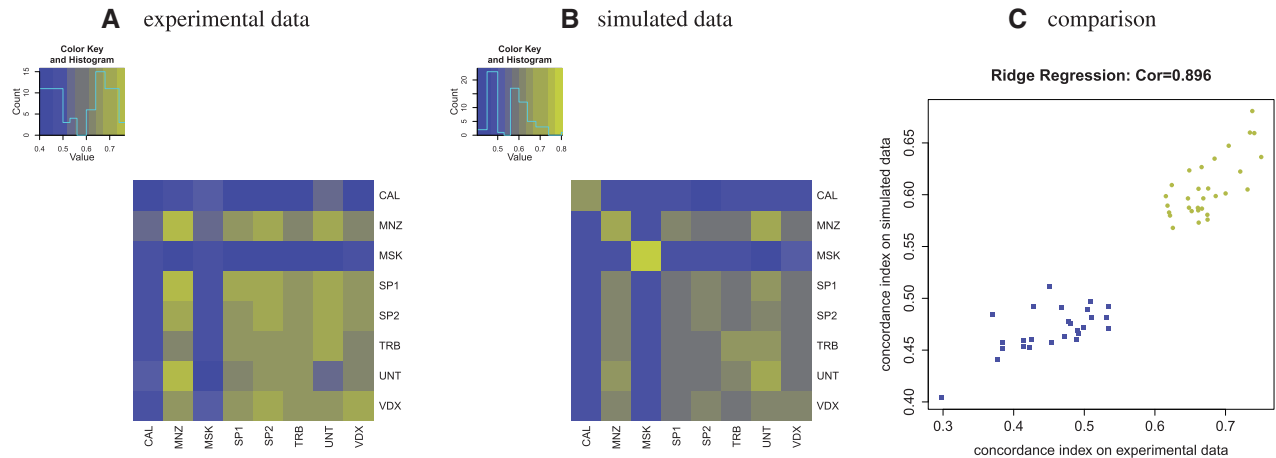 A experimental data
B simulated data
C comparison
Color Key
and Histogram
Count
0 5 10 15
0.4 0.5 0.6 0.7
Value
CAL
MNZ
MSK
SP1
SP2
TRB
UNT
VDX
CAL MNZ MSK SP1 SP2 TRB UNT VDX
Color Key
and Histogram
Count
0 5 10 20
0.5 0.6 0.7 0.8
Value
CAL
MNZ
MSK
SP1
SP2
TRB
UNT
VDX
CAL MNZ MSK SP1 SP2 TRB UNT VDX
Ridge Regression: Cor=0.896
concordance index on simulated data
0.40 0.45 0.50 0.55 0.60 0.65
0.3 0.4 0.5 0.6 0.7
concordance index on experimental data